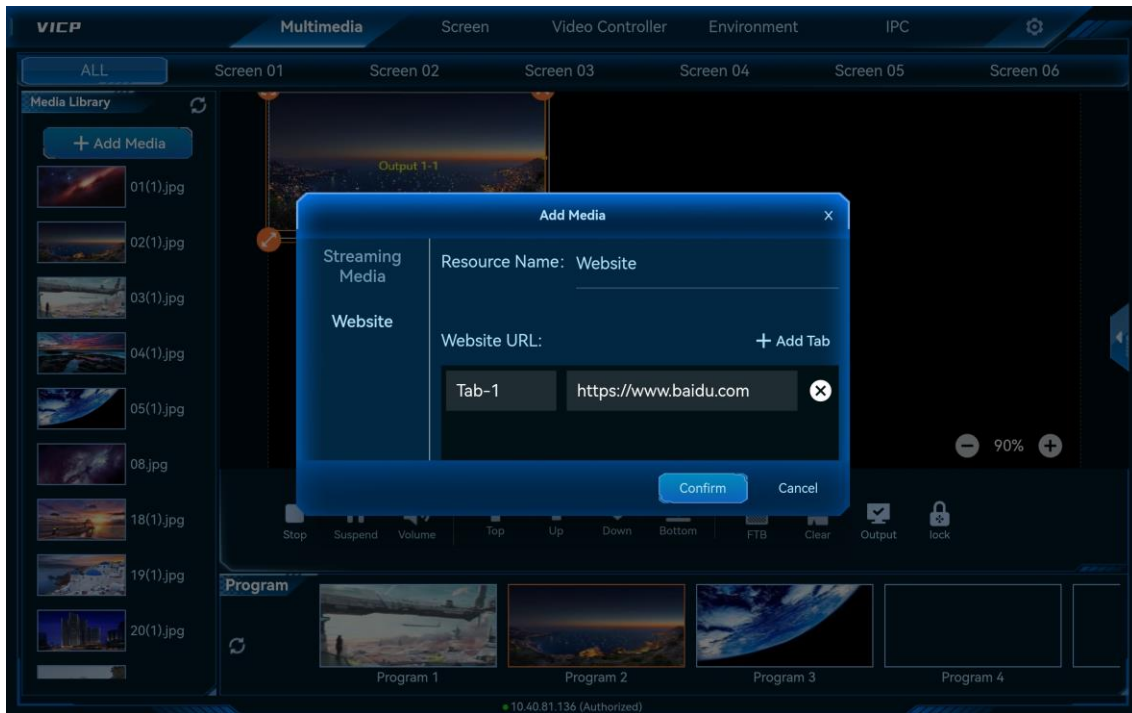 VICP
Multimedia
Screen
Video Controller
Environment
IPC
ALL
Screen 01
Screen 02
Screen 03
Screen 04
Screen 05
Screen 06
Media Library
+ Add Media
01(1).jpg
02(1).jpg
03(1).jpg
04(1).jpg
05(1).jpg
08.jpg
18(1).jpg
19(1).jpg
20(1).jpg
Output 1-1
Add Media
X
Streaming
Media
Website
Resource Name: Website
Website URL:
+ Add Tab
Tab-1
https://www.baidu.com
Confirm
Cancel
90%
Stop
Suspend
Volume
Top
Up
Down
Bottom
FTB
Clear
Output
lock
Program
Program 1
Program 2
Program 3
Program 4
10.40.81.136 (Authorized)